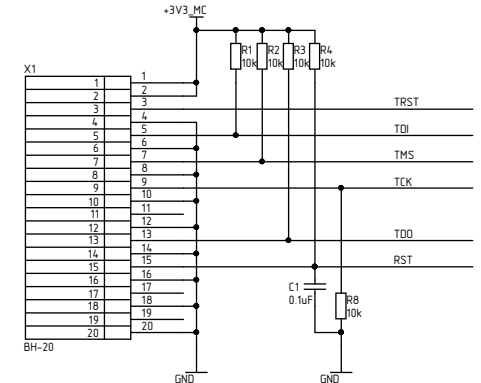 +3V3_MC
R1 R2 R3 R4
10k 10k 10k 10k
X1
1 1
2 2
3 3 TRST
4 4
5 5 TDI
6 6
7 7 TMS
8 8
9 9 TCK
10 10
11 11
12 12
13 13 TDO
14 14
15 15 RST
16 16
17 17
18 18
19 19
20 20
C1
0.1uF
R8
10k
BH-20
GND GND